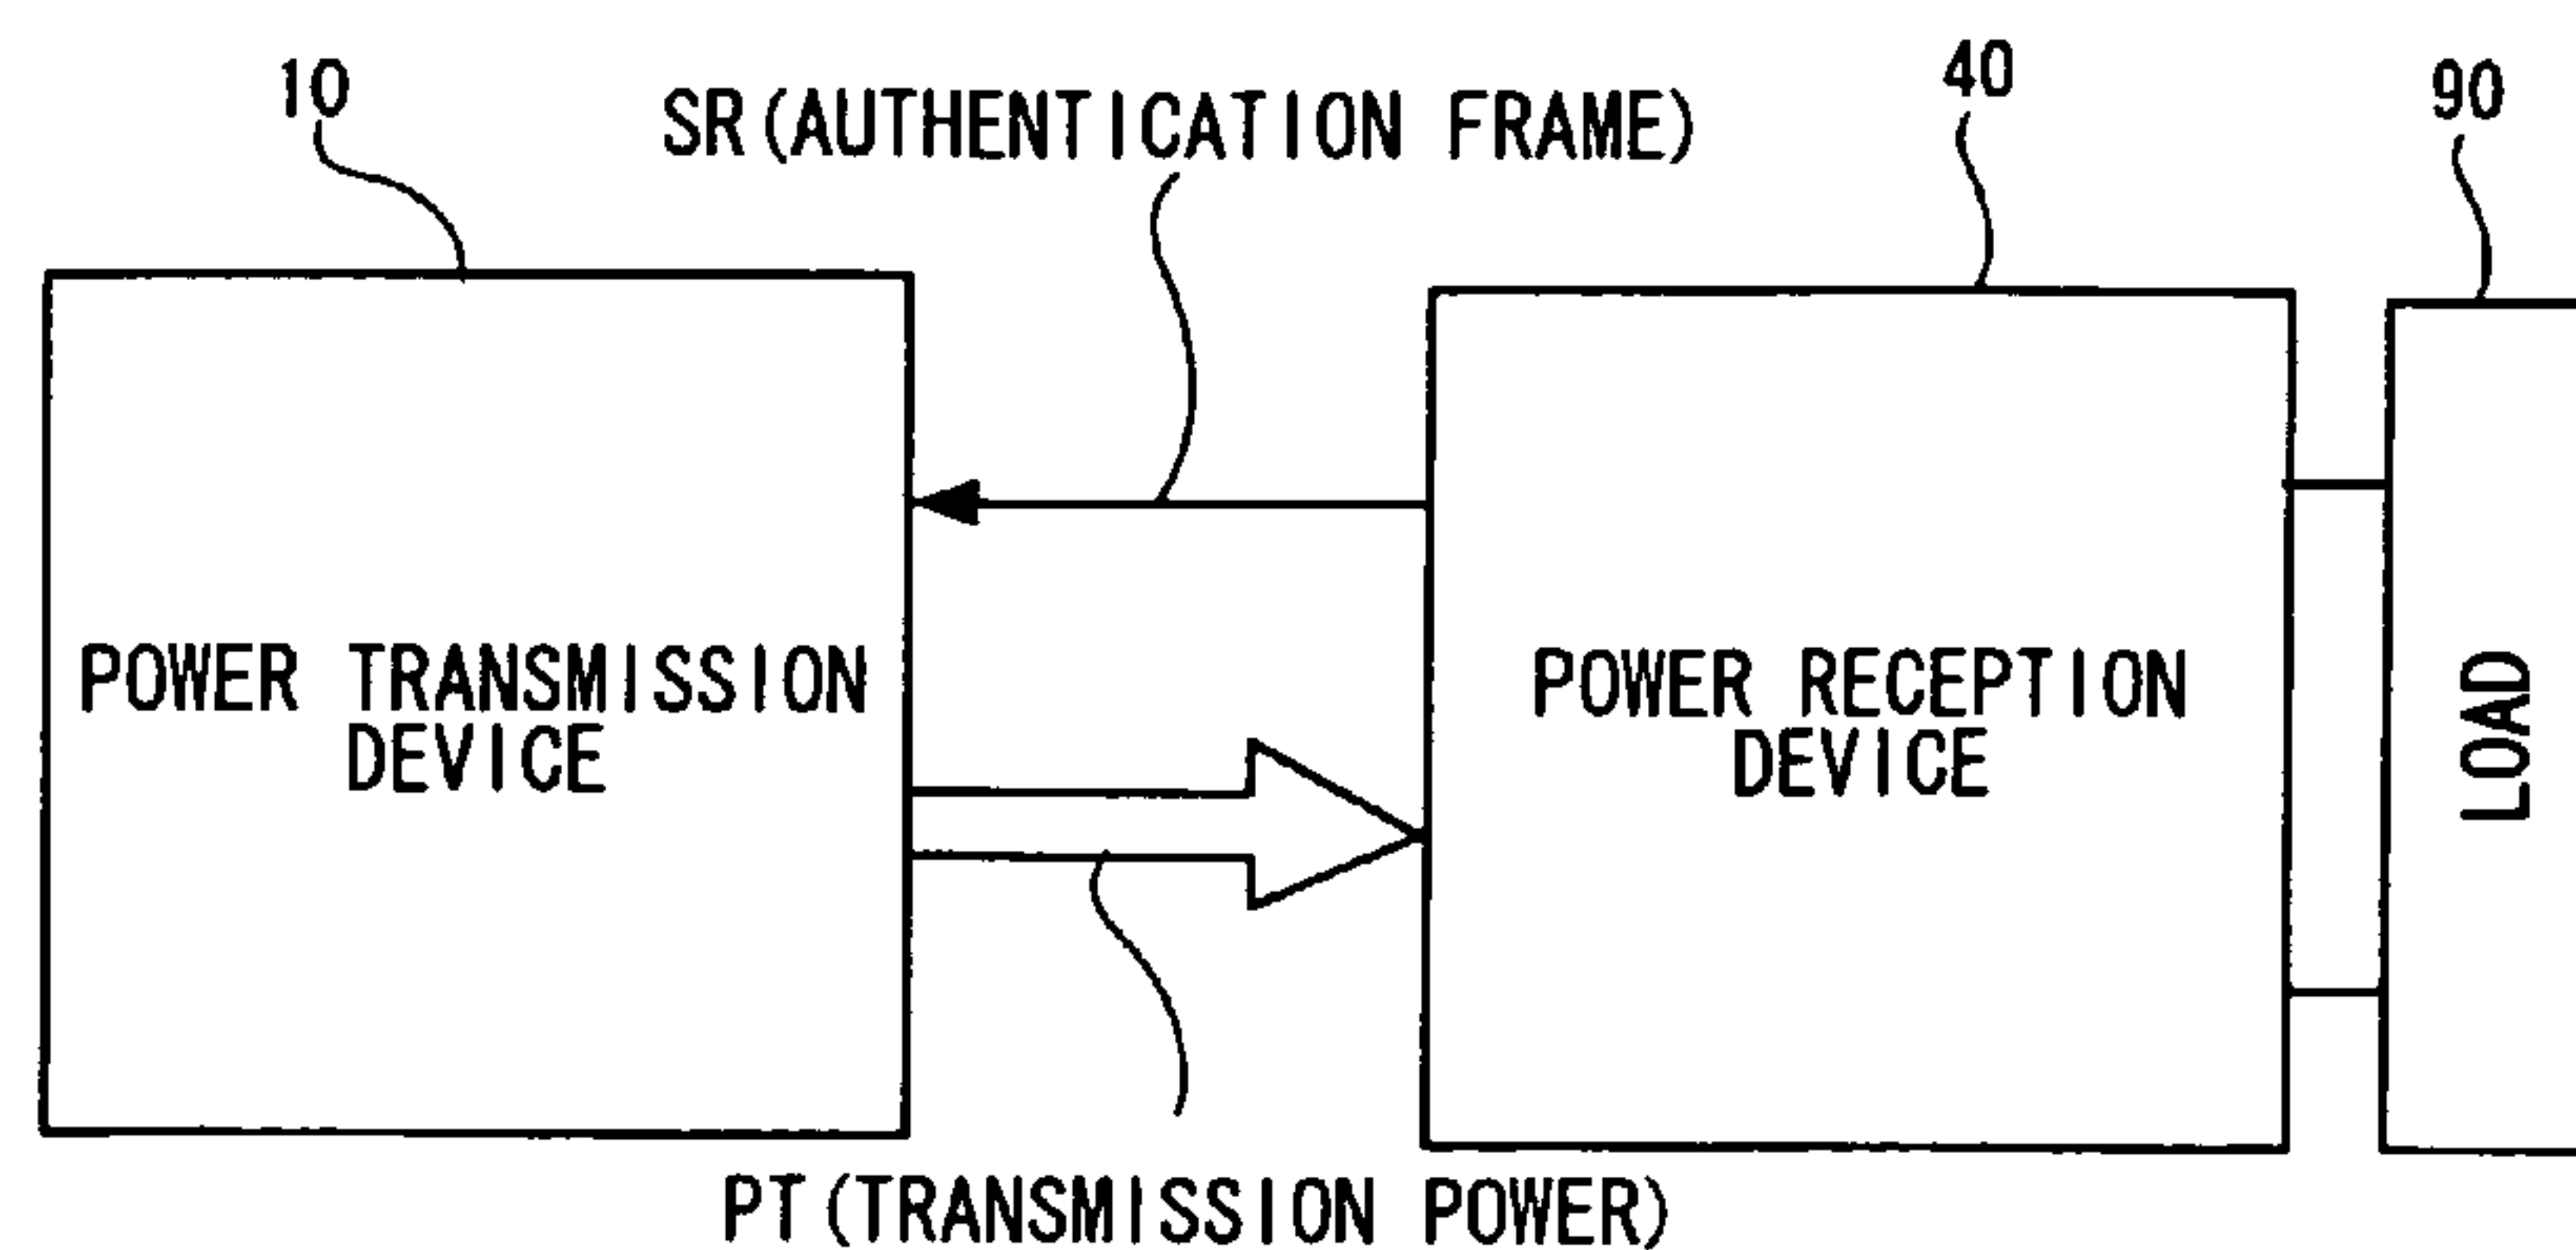 10
SR(AUTHENTICATION FRAME)
40
90
POWER TRANSMISSION
DEVICE
POWER RECEPTION
DEVICE
LOAD
PT(TRANSMISSION POWER)